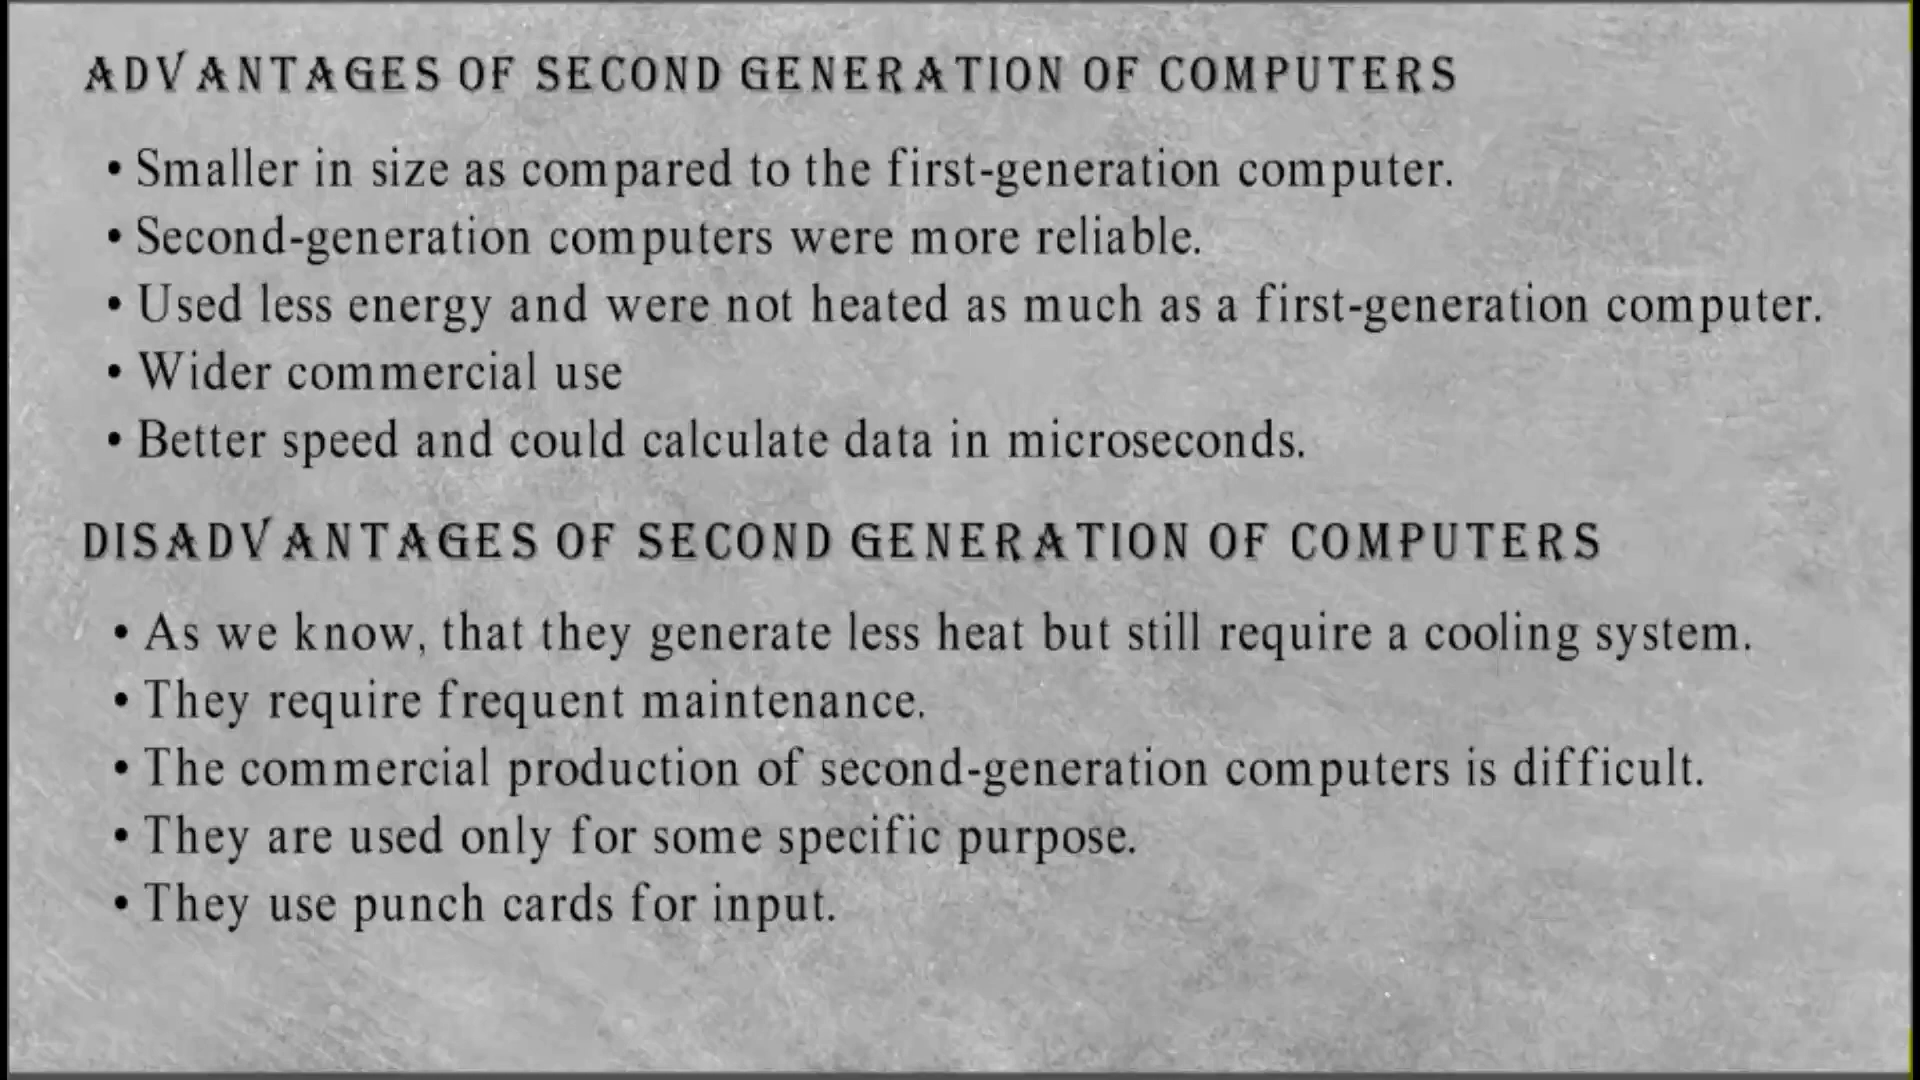 ADVANTAGES OF SECOND GENERATION OF COMPUTERS
• Smaller in size as compared to the first-generation computer.
• Second-generation computers were more reliable.
• Used less energy and were not heated as much as a first-generation computer.
• Wider commercial use
• Better speed and could calculate data in microseconds.
DISADVANTAGES OF SECOND GENERATION OF COMPUTERS
• As we know, that they generate less heat but still require a cooling system.
• They require frequent maintenance.
• The commercial production of second-generation computers is difficult.
• They are used only for some specific purpose.
• They use punch cards for input.